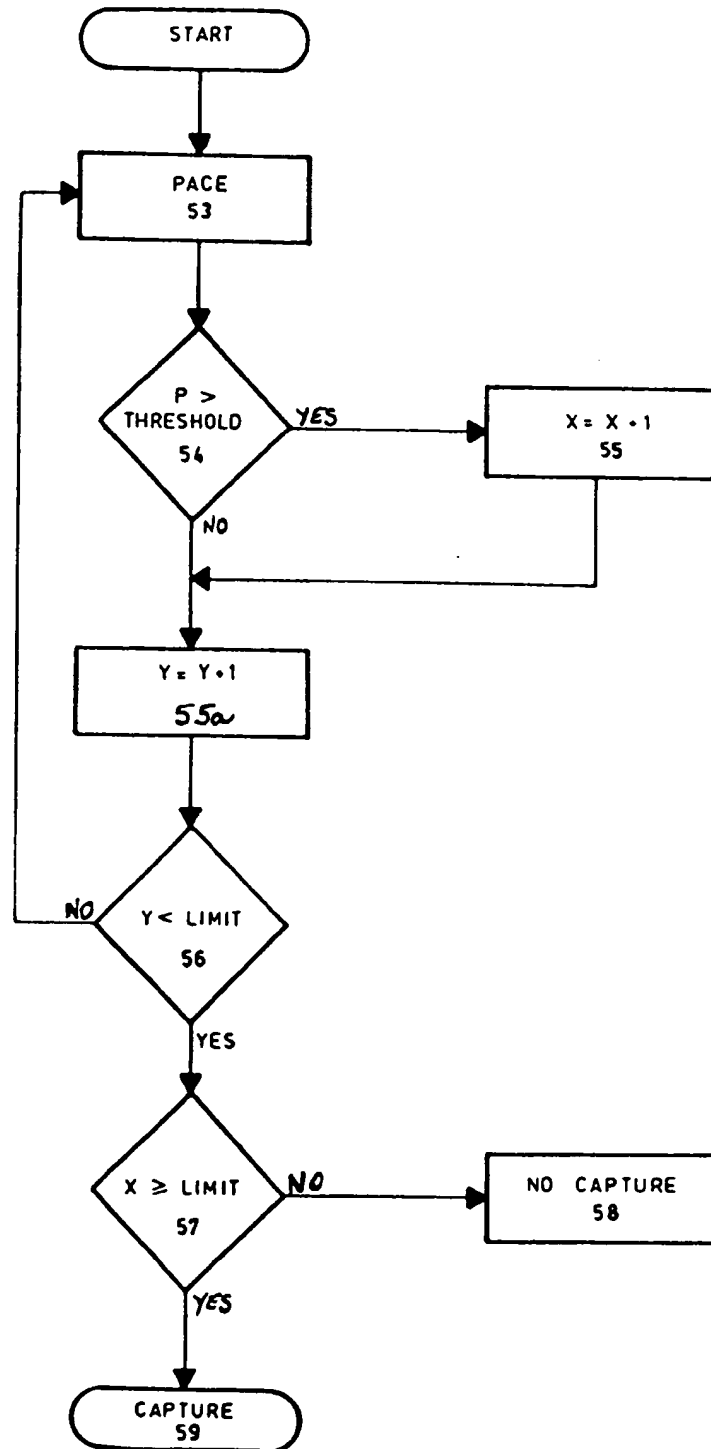 START
PACE
53
P >
THRESHOLD
54
YES
X = X + 1
55
NO
Y = Y + 1
55a
NO
Y < LIMIT
56
YES
X ≥ LIMIT
57
NO
NO CAPTURE
58
YES
CAPTURE
59